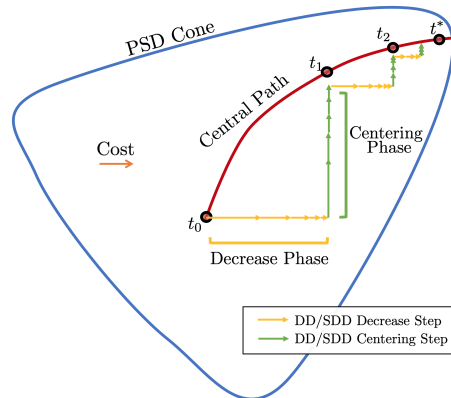 PSD Cone
t₂
t*
t₁
Central Path
Centering
Phase
Cost
t₀
Decrease Phase
DD/SDD Decrease Step
DD/SDD Centering Step